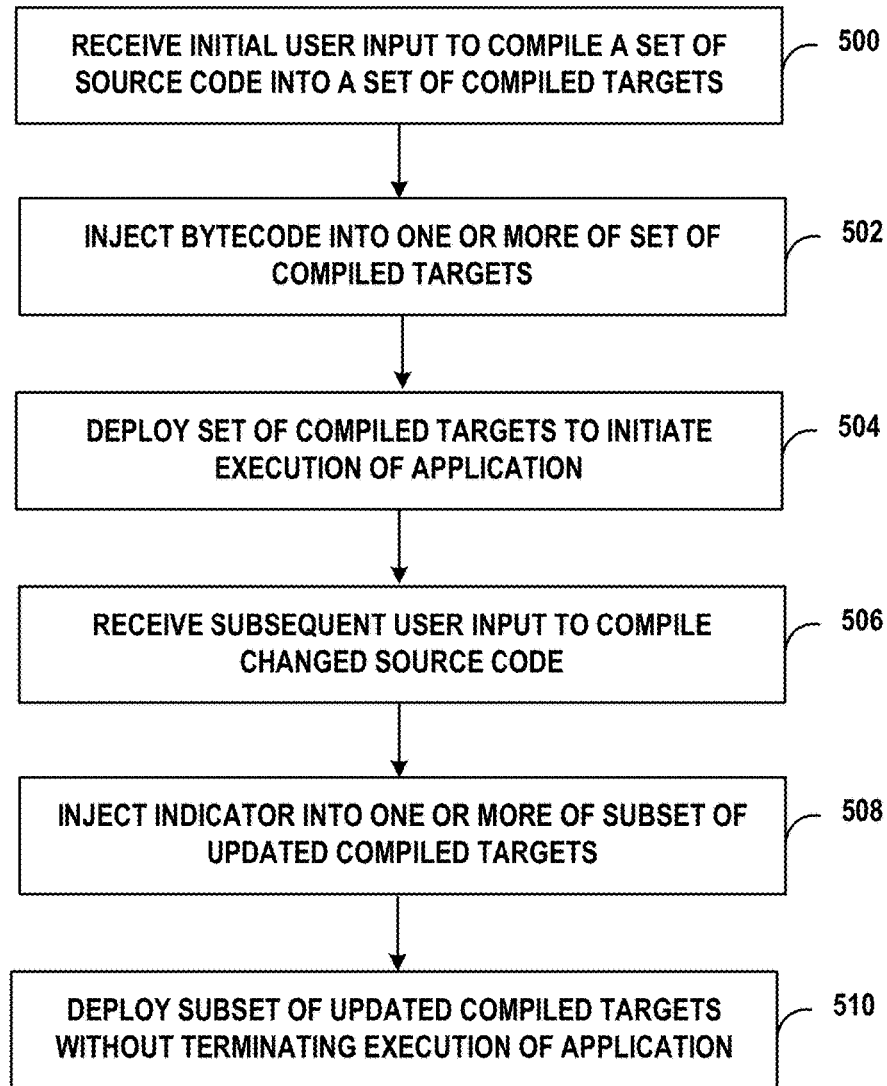 RECEIVE INITIAL USER INPUT TO COMPILE A SET OF
SOURCE CODE INTO A SET OF COMPILED TARGETS
500
INJECT BYTECODE INTO ONE OR MORE OF SET OF
COMPILED TARGETS
502
DEPLOY SET OF COMPILED TARGETS TO INITIATE
EXECUTION OF APPLICATION
504
RECEIVE SUBSEQUENT USER INPUT TO COMPILE
CHANGED SOURCE CODE
506
INJECT INDICATOR INTO ONE OR MORE OF SUBSET OF
UPDATED COMPILED TARGETS
508
DEPLOY SUBSET OF UPDATED COMPILED TARGETS
WITHOUT TERMINATING EXECUTION OF APPLICATION
510